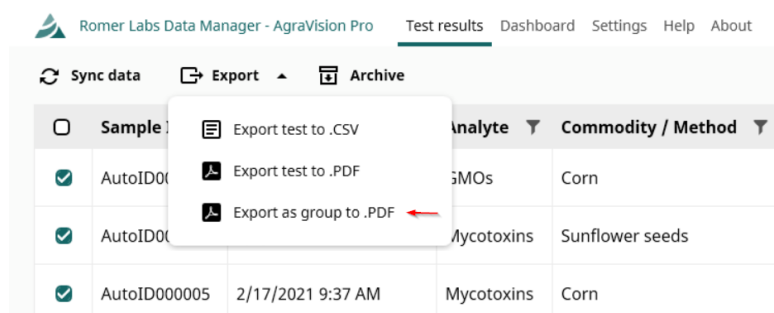 Romer Labs Data Manager - AgraVision Pro Test results Dashboard Settings Help About
Sync data Export Archive
Sample Analyte Commodity / Method
Export test to .CSV
GMOs Corn
Export test to .PDF
Export as group to .PDF
Mycotoxins Sunflower seeds
AutoID000005 2/17/2021 9:37 AM Mycotoxins Corn